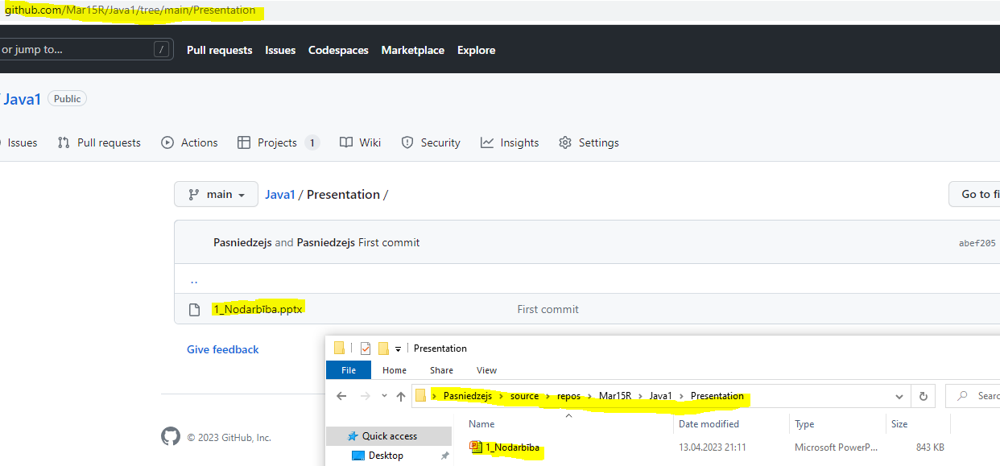 github.com/Mar15R/Java1/tree/main/Presentation
or jump to... / Pull requests Issues Codespaces Marketplace Explore
/ Java1 Public
Issues Pull requests Actions Projects 1 Wiki Security Insights Settings
main Java1 / Presentation / Go to fi
Pasniedzejs and Pasniedzejs First commit abef205
..
1_Nodarbība.pptx First commit
Give feedback
© 2023 GitHub, Inc.
Presentation
File Home Share View
Pasniedzejs > source > repos > Mar15R > Java1 > Presentation Searc
Name Date modified Type Size
Quick access
1_Nodarbība 13.04.2023 21:11 Microsoft PowerP... 843 KB
Desktop